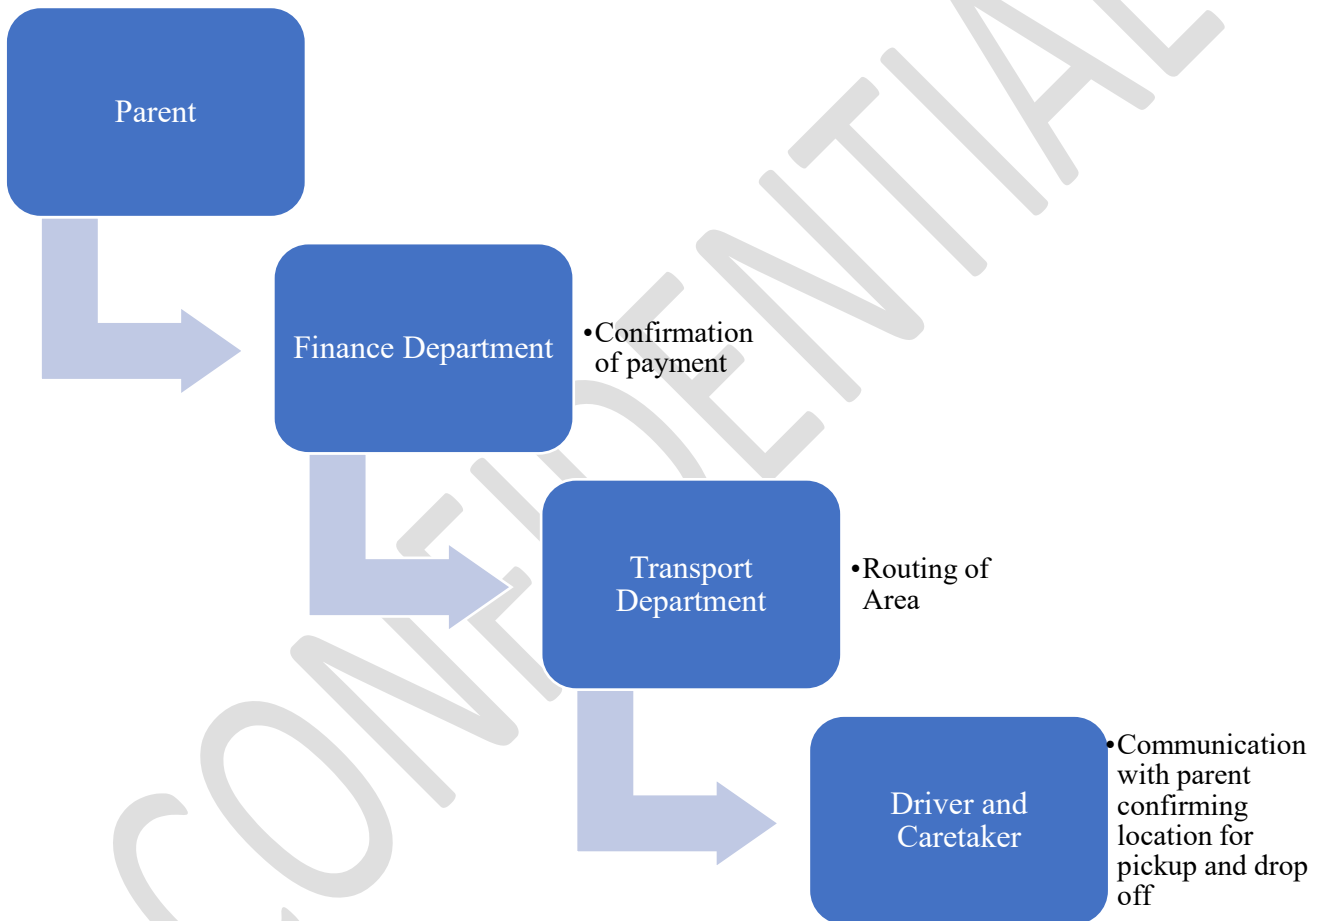 Parent
Finance Department
•Confirmation
of payment
Transport
Department
•Routing of
Area
Driver and
Caretaker
•Communication
with parent
confirming
location for
pickup and drop
off
CONFIDENTIAL